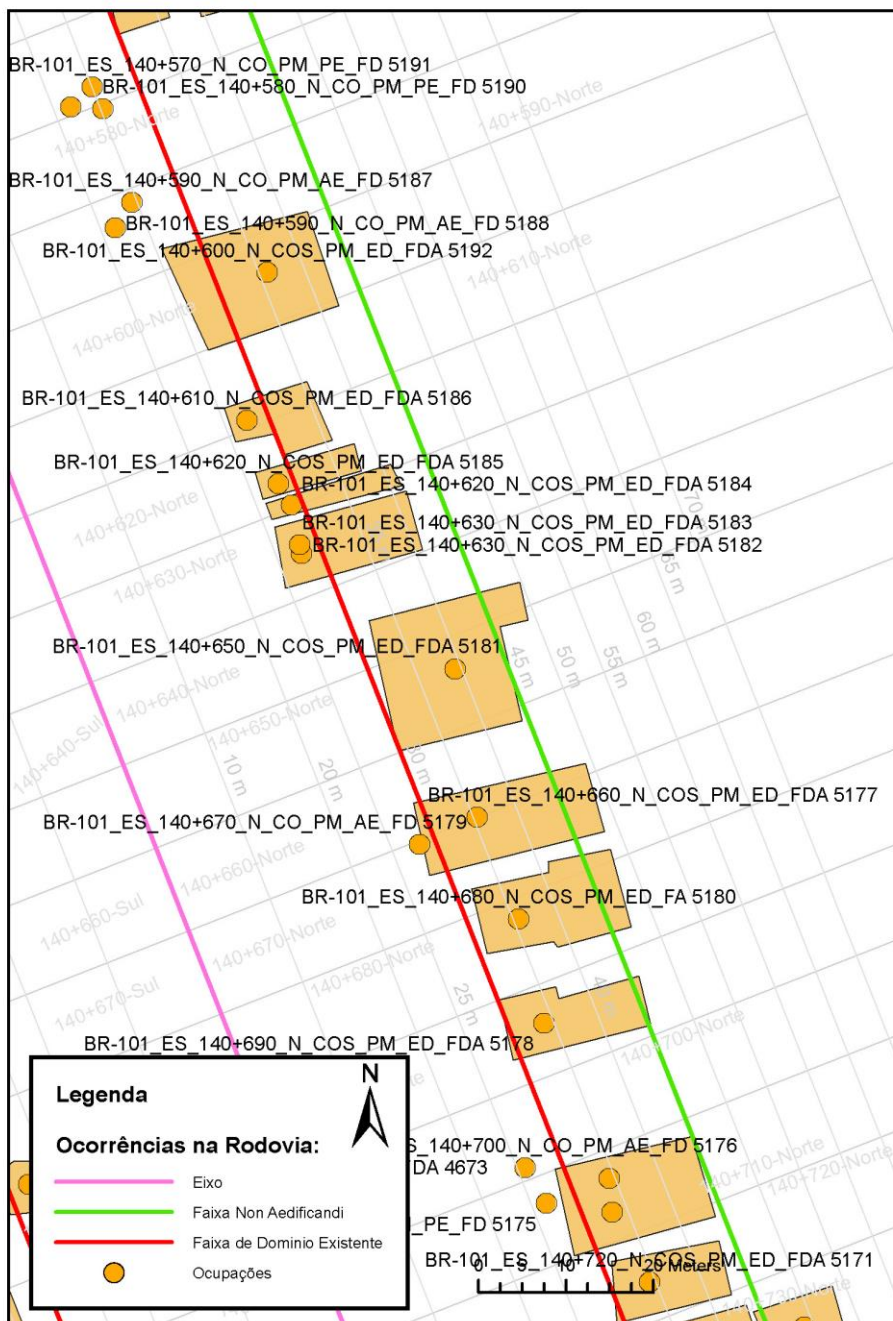 BR-101_ES_140+570_N_CO_PM_PE_FD 5191
BR-101_ES_140+580_N_CO_PM_PE_FD 5190
140+590-Norte
140+580-Norte
BR-101_ES_140+590_N_CO_PM_AE_FD 5187
BR-101_ES_140+590_N_CO_PM_AE_FD 5188
BR-101_ES_140+600_N_COS_PM_ED_FDA 5192
140+610-Norte
140+600-Norte
BR-101_ES_140+610_N_COS_PM_ED_FDA 5186
BR-101_ES_140+620_N_COS_PM_ED_FDA 5185
BR-101_ES_140+620_N_COS_PM_ED_FDA 5184
70 m
BR-101_ES_140+630_N_COS_PM_ED_FDA 5183
140+620-Norte
BR-101_ES_140+630_N_COS_PM_ED_FDA 5182
65 m
140+630-Norte
60 m
BR-101_ES_140+650_N_COS_PM_ED_FDA 5181
45 m
50 m
55 m
140+640-Norte
140+640-Sul
140+650-Norte
10 m
20 m
30 m
BR-101_ES_140+660_N_COS_PM_ED_FDA 5177
BR-101_ES_140+670_N_CO_PM_AE_FD 5179
140+660-Norte
BR-101_ES_140+680_N_COS_PM_ED_FA 5180
140+660-Sul
140+670-Norte
140+680-Norte
140+670-Sul
25 m
40 m
BR-101_ES_140+690_N_COS_PM_ED_FDA 5178
140+700-Norte
Legenda
N
Ocorrências na Rodovia:
S_140+700_N_CO_PM_AE_FD 5176
DA 4673
140+710-Norte
140+720-Norte
Eixo
Faixa Non Aedificandi
_PE_FD 5175
Faixa de Dominio Existente
BR-101_ES_140+720_N_COS_PM_ED_FDA 5171
Ocupações
0 5 10 20 Meters
140+730-Norte